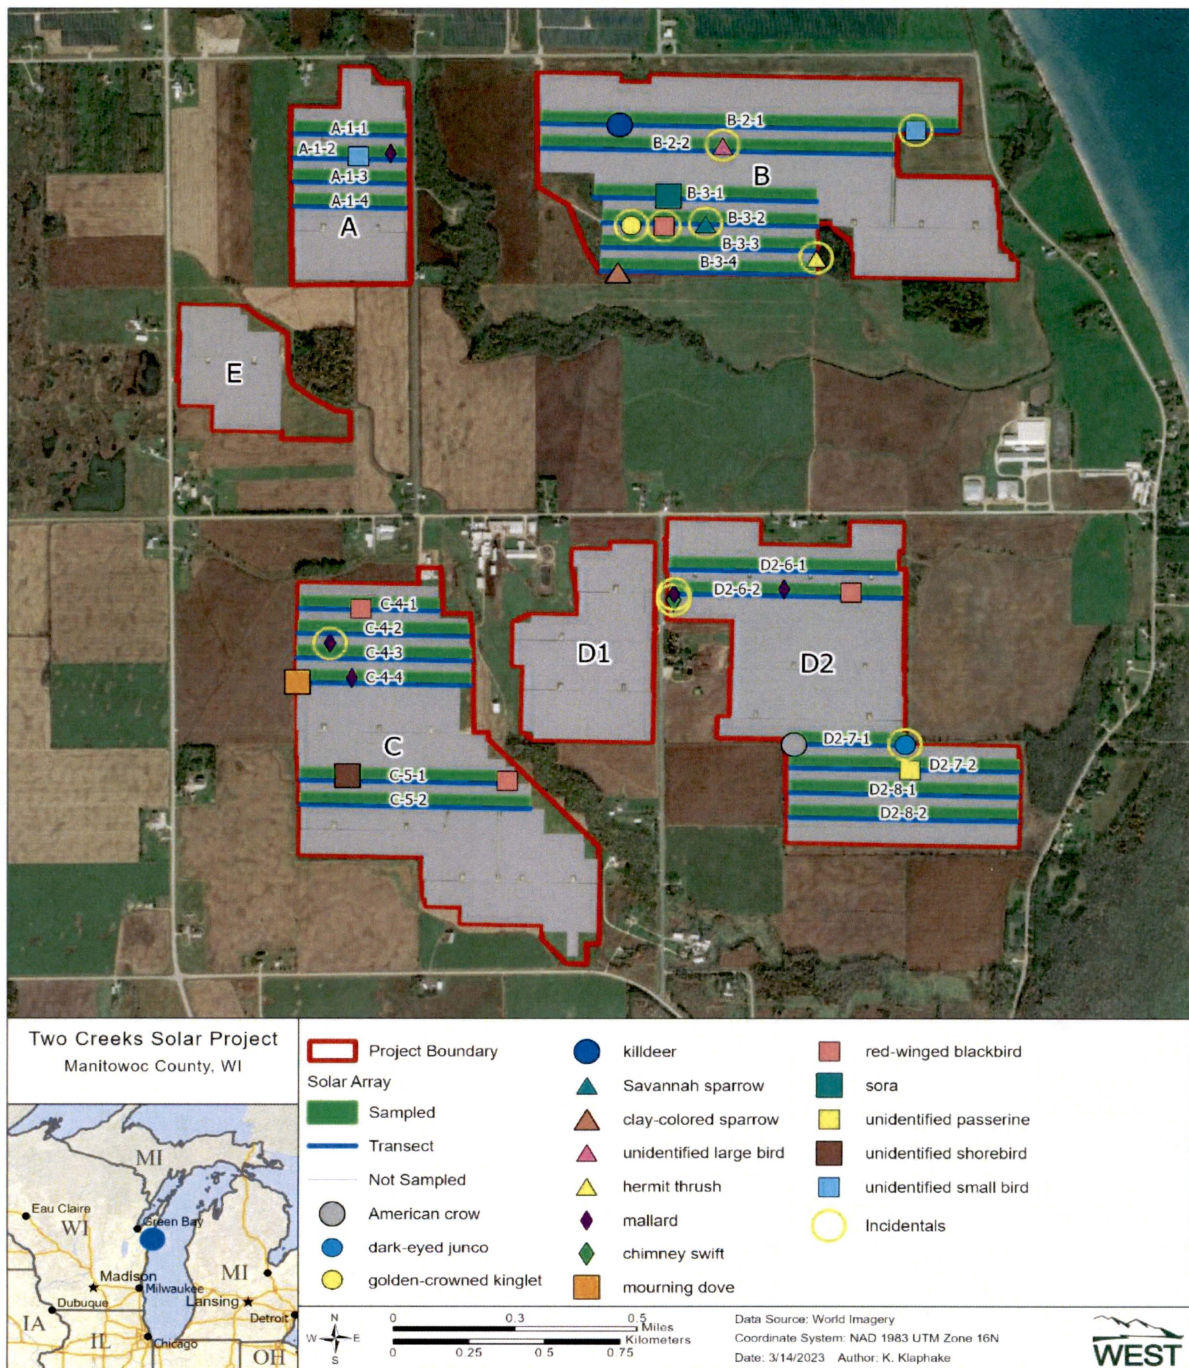 A-1-1
A-1-2
A-1-3
A-1-4
A
B-2-1
B-2-2
B
B-3-1
B-3-2
B-3-3
B-3-4
E
C-4-1
C-4-2
C-4-3
C-4-4
C
C-5-1
C-5-2
D1
D2-6-1
D2-6-2
D2
D2-7-1
D2-7-2
D2-8-1
D2-8-2
Two Creeks Solar Project
Manitowoc County, WI
MI
Eau Claire
WI
Green Bay
Madison
Milwaukee
MI
Lansing
Dubuque
Detroit
IA
IL
Chicago
OH
Project Boundary
Solar Array
Sampled
Transect
Not Sampled
American crow
dark-eyed junco
golden-crowned kinglet
killdeer
Savannah sparrow
clay-colored sparrow
unidentified large bird
hermit thrush
mallard
chimney swift
mourning dove
red-winged blackbird
sora
unidentified passerine
unidentified shorebird
unidentified small bird
Incidentals
N
W E
S
0 0.3 0.5
Miles
Kilometers
0 0.25 0 5 0.75
Data Source: World Imagery
Coordinate System: NAD 1983 UTM Zone 16N
Date: 3/14/2023 Author: K. Klaphake
WEST